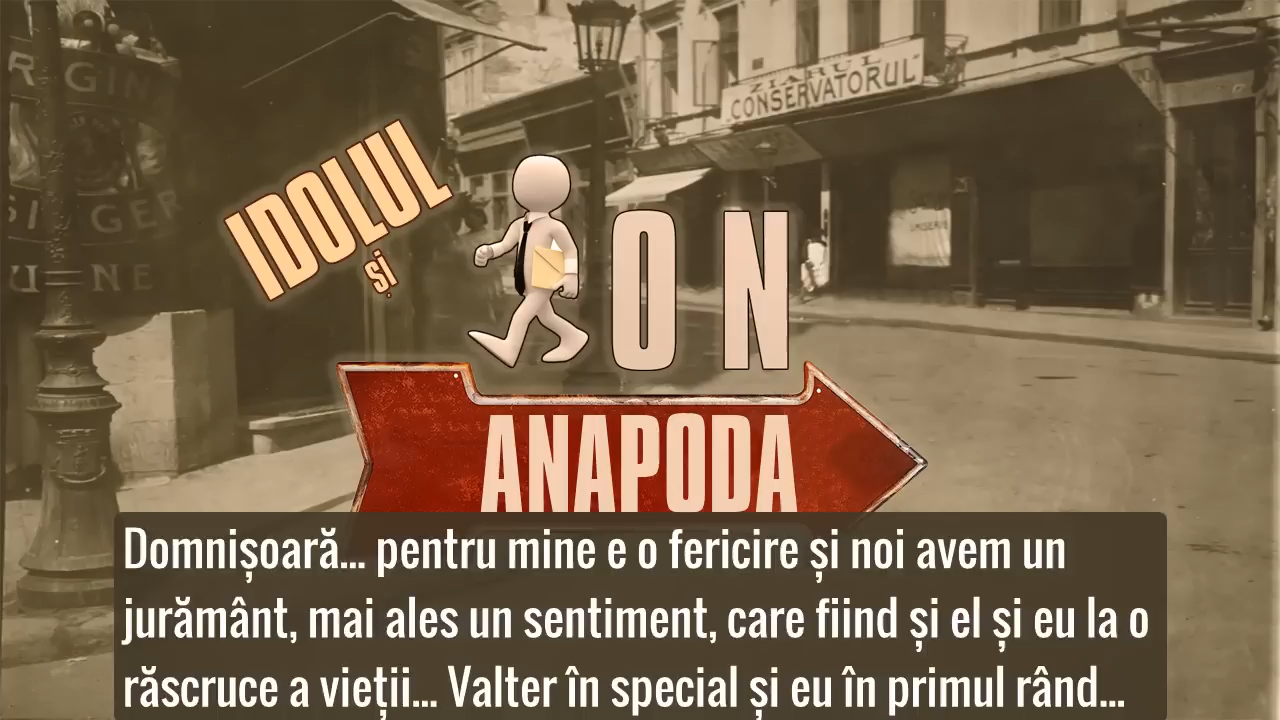 ZIARUL
CONSERVATORUL
IDOLUL
și
ION
ANAPODA
Domnișoară... pentru mine e o fericire și noi avem un
jurământ, mai ales un sentiment, care fiind și el și eu la o
răscruce a vieții... Valter în special și eu în primul rând...